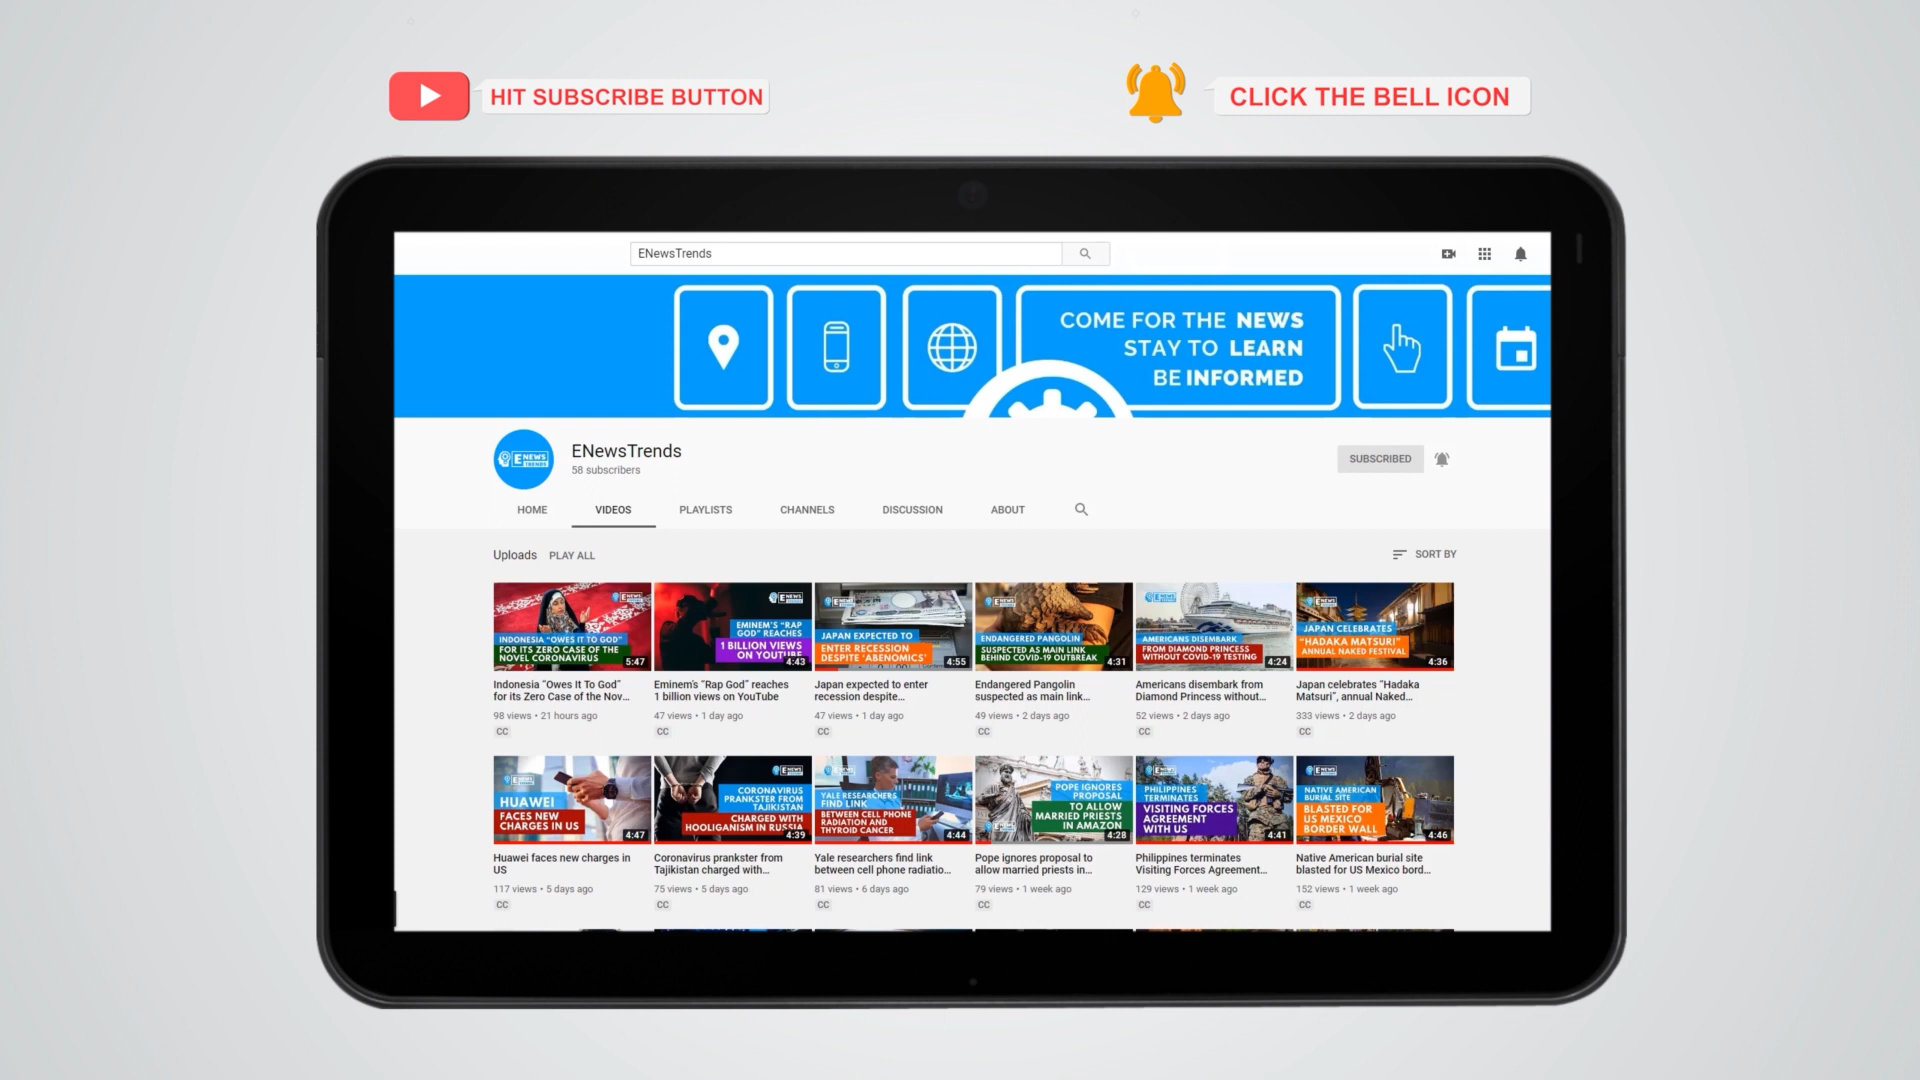 HIT SUBSCRIBE BUTTON
CLICK THE BELL ICON
ENewsTrends
COME FOR THE NEWS
STAY TO LEARN
BE INFORMED
E NEWS
TRENDS
ENewsTrends
58 subscribers
SUBSCRIBED
HOME VIDEOS PLAYLISTS CHANNELS DISCUSSION ABOUT
Uploads PLAY ALL
SORT BY
INDONESIA "OWES IT TO GOD"
FOR ITS ZERO CASE OF THE
NOVEL CORONAVIRUS
5:47
EMINEM'S "RAP
GOD" REACHES
1 BILLION VIEWS
ON YOUTUBE
4:43
JAPAN EXPECTED TO
ENTER RECESSION
DESPITE 'ABENOMICS'
4:55
ENDANGERED PANGOLIN
SUSPECTED AS MAIN LINK
BEHIND COVID-19 OUTBREAK
4:31
AMERICANS DISEMBARK
FROM DIAMOND PRINCESS
WITHOUT COVID-19 TESTING
4:24
JAPAN CELEBRATES
"HADAKA MATSURI"
ANNUAL NAKED FESTIVAL
4:36
Indonesia "Owes It To God"
for its Zero Case of the Nov...
98 views • 21 hours ago
CC
Eminem's "Rap God" reaches
1 billion views on YouTube
47 views • 1 day ago
CC
Japan expected to enter
recession despite...
47 views • 1 day ago
CC
Endangered Pangolin
suspected as main link...
49 views • 2 days ago
CC
Americans disembark from
Diamond Princess without...
52 views • 2 days ago
CC
Japan celebrates "Hadaka
Matsuri", annual Naked...
333 views • 2 days ago
CC
HUAWEI
FACES NEW
CHARGES IN US
4:47
CORONAVIRUS
PRANKSTER FROM
TAJIKISTAN
CHARGED WITH
HOOLIGANISM IN RUSSIA
4:39
YALE RESEARCHERS
FIND LINK
BETWEEN CELL PHONE
RADIATION AND
THYROID CANCER
4:44
POPE IGNORES
PROPOSAL
TO ALLOW
MARRIED PRIESTS
IN AMAZON
4:28
PHILIPPINES
TERMINATES
VISITING FORCES
AGREEMENT
WITH US
4:41
NATIVE AMERICAN
BURIAL SITE
BLASTED FOR
US MEXICO
BORDER WALL
4:46
Huawei faces new charges in
US
117 views • 5 days ago
CC
Coronavirus prankster from
Tajikistan charged with...
75 views • 5 days ago
CC
Yale researchers find link
between cell phone radiatio...
81 views • 6 days ago
CC
Pope ignores proposal to
allow married priests in...
79 views • 1 week ago
CC
Philippines terminates
Visiting Forces Agreement...
129 views • 1 week ago
CC
Native American burial site
blasted for US Mexico bord...
152 views • 1 week ago
CC